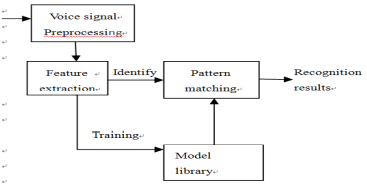 Voice signal
Preprocessing
Feature
extraction
Identify
Pattern
matching
Recognition
results
Training
Model
library